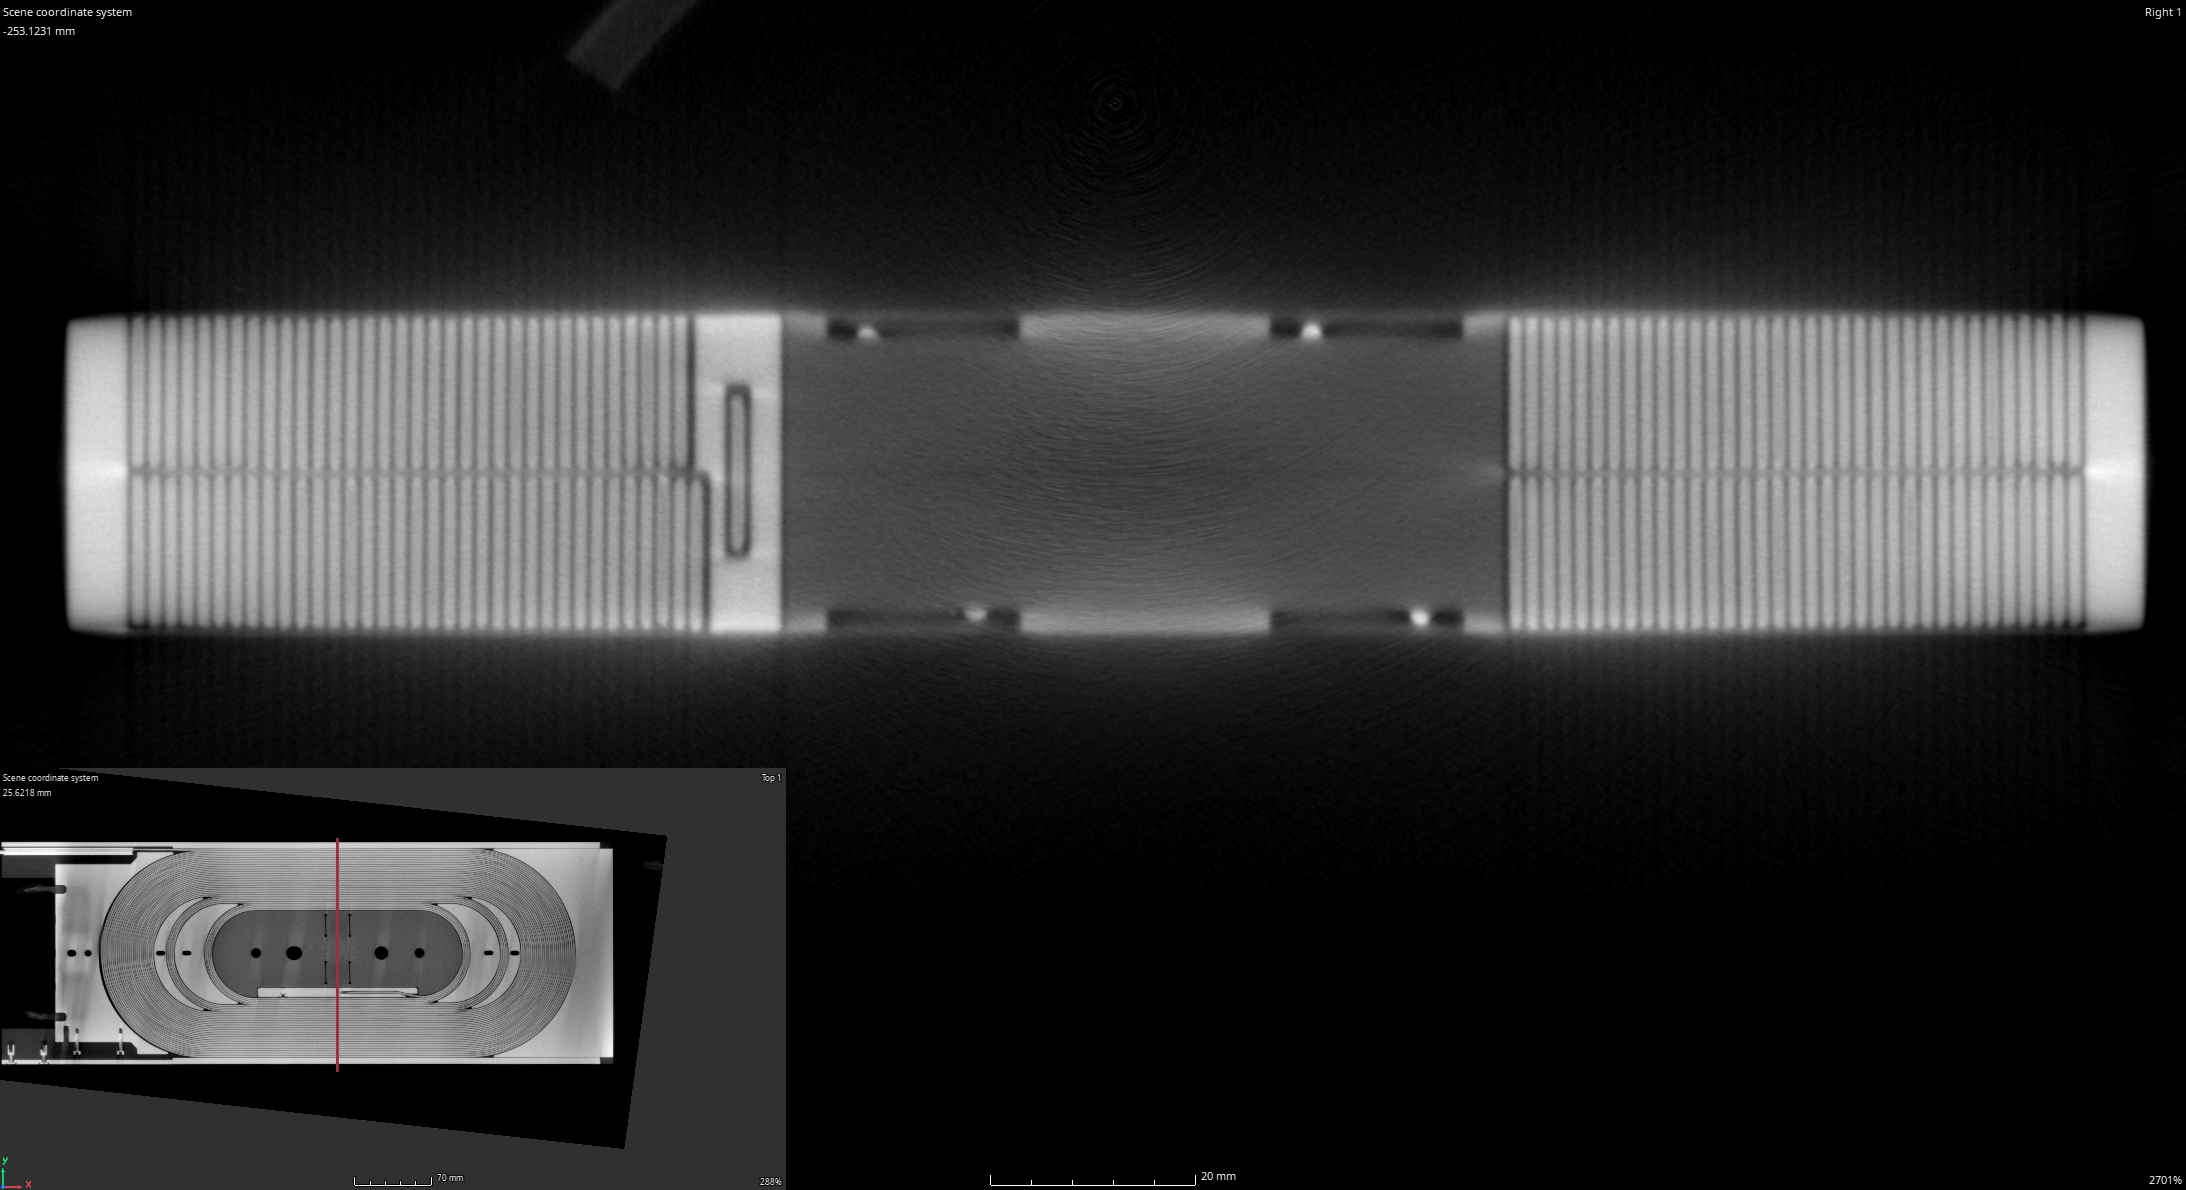 Scene coordinate system
Right 1
-253.1231 mm
Scene coordinate system
Top 1
25.6218 mm
y
x
70 mm
288%
20 mm
2701%